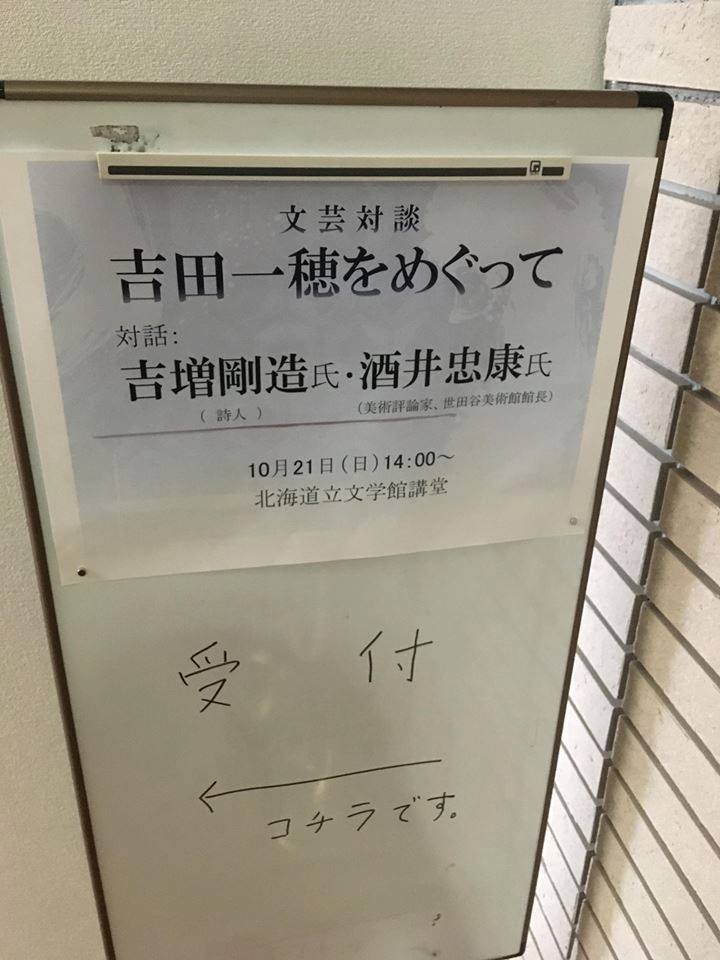 文芸対談
吉田一穂をめぐって
対話:
吉増剛造氏・酒井忠康氏
（詩人） （美術評論家、世田谷美術館館長）
10月21日（日）14:00〜
北海道立文学館講堂
受付
←
コチラです。